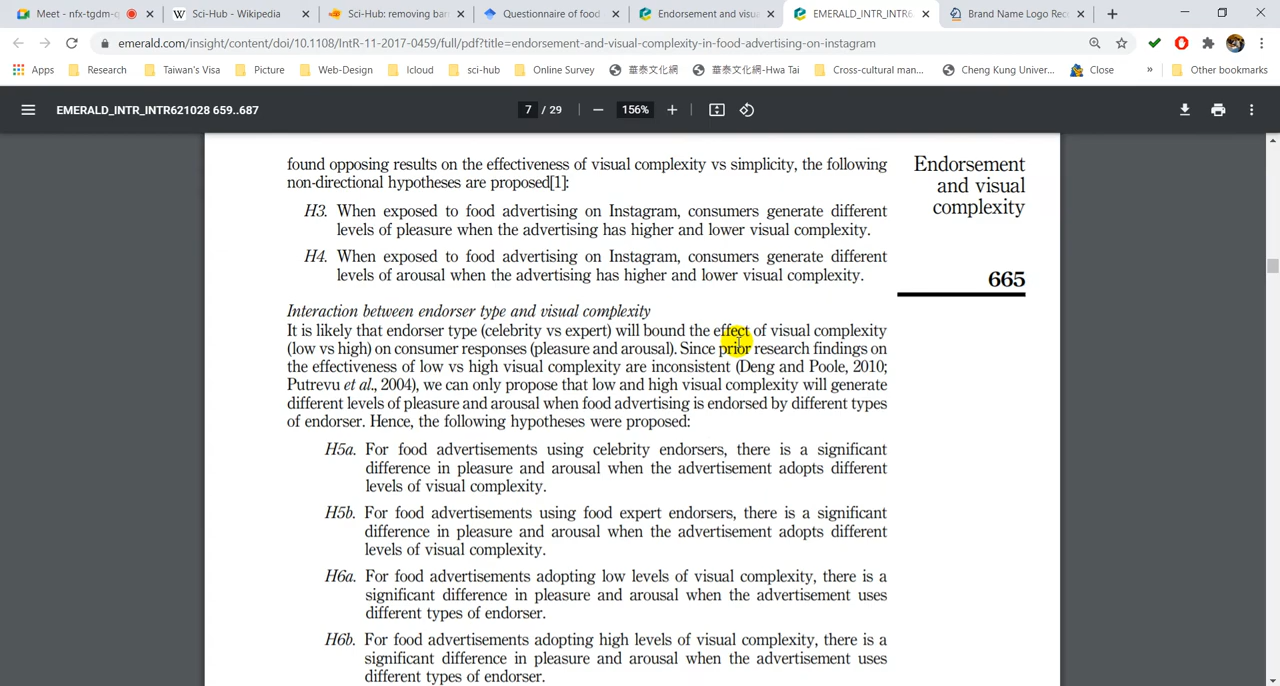 Meet - nfx-tgdm-q
Sci-Hub - Wikipedia
Sci-Hub: removing bar
Questionnaire of food
Endorsement and visu
EMERALD_INTR_INTR6
Brand Name Logo Rec
emerald.com/insight/content/doi/10.1108/IntR-11-2017-0459/full/pdf?title=endorsement-and-visual-complexity-in-food-advertising-on-instagram
Apps
Research
Taiwan's Visa
Picture
Web-Design
Icloud
sci-hub
Online Survey
華泰文化網
華泰文化網-Hwa Tai
Cross-cultural man...
Cheng Kung Univer...
Close
»
Other bookmarks
EMERALD_INTR_INTR621028 659..687
7 / 29
156%
found opposing results on the effectiveness of visual complexity vs simplicity, the following
non-directional hypotheses are proposed[1]:
H3. When exposed to food advertising on Instagram, consumers generate different
levels of pleasure when the advertising has higher and lower visual complexity.
H4. When exposed to food advertising on Instagram, consumers generate different
levels of arousal when the advertising has higher and lower visual complexity.
Endorsement
and visual
complexity
665
Interaction between endorser type and visual complexity
It is likely that endorser type (celebrity vs expert) will bound the effect of visual complexity
(low vs high) on consumer responses (pleasure and arousal). Since prior research findings on
the effectiveness of low vs high visual complexity are inconsistent (Deng and Poole, 2010;
Putrevu et al., 2004), we can only propose that low and high visual complexity will generate
different levels of pleasure and arousal when food advertising is endorsed by different types
of endorser. Hence, the following hypotheses were proposed:
H5a. For food advertisements using celebrity endorsers, there is a significant
difference in pleasure and arousal when the advertisement adopts different
levels of visual complexity.
H5b. For food advertisements using food expert endorsers, there is a significant
difference in pleasure and arousal when the advertisement adopts different
levels of visual complexity.
H6a. For food advertisements adopting low levels of visual complexity, there is a
significant difference in pleasure and arousal when the advertisement uses
different types of endorser.
H6b. For food advertisements adopting high levels of visual complexity, there is a
significant difference in pleasure and arousal when the advertisement uses
different types of endorser.